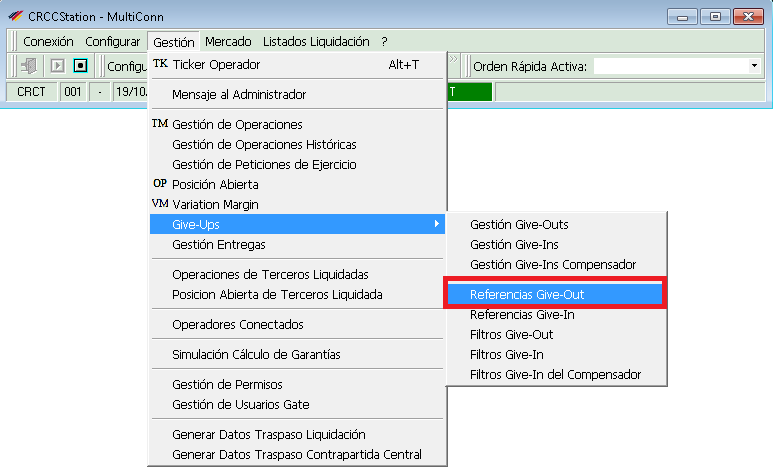 CRCCStation - MultiConn
Conexión Configurar Gestión Mercado Listados Liquidación ?
Configu
Orden Rápida Activa:
CRCT 001 - 19/10. T
TK Ticker Operador Alt+T
Mensaje al Administrador
TM Gestión de Operaciones
Gestión de Operaciones Históricas
Gestión de Peticiones de Ejercicio
OP Posición Abierta
VM Variation Margin
Give-Ups
Gestión Entregas
Operaciones de Terceros Liquidadas
Posicion Abierta de Terceros Liquidada
Operadores Conectados
Simulación Cálculo de Garantías
Gestión de Permisos
Gestión de Usuarios Gate
Generar Datos Traspaso Liquidación
Generar Datos Traspaso Contrapartida Central
Gestión Give-Outs
Gestión Give-Ins
Gestión Give-Ins Compensador
Referencias Give-Out
Referencias Give-In
Filtros Give-Out
Filtros Give-In
Filtros Give-In del Compensador